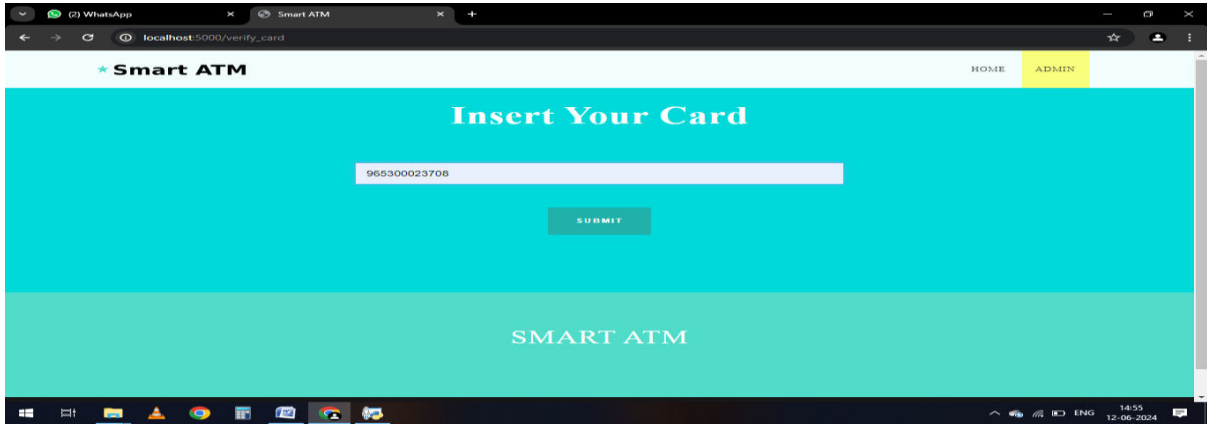 (2) WhatsApp
Smart ATM
localhost:5000/verify_card
Smart ATM
HOME
ADMIN
Insert Your Card
965300023708
SUBMIT
SMART ATM
ENG
14:55
12-06-2024